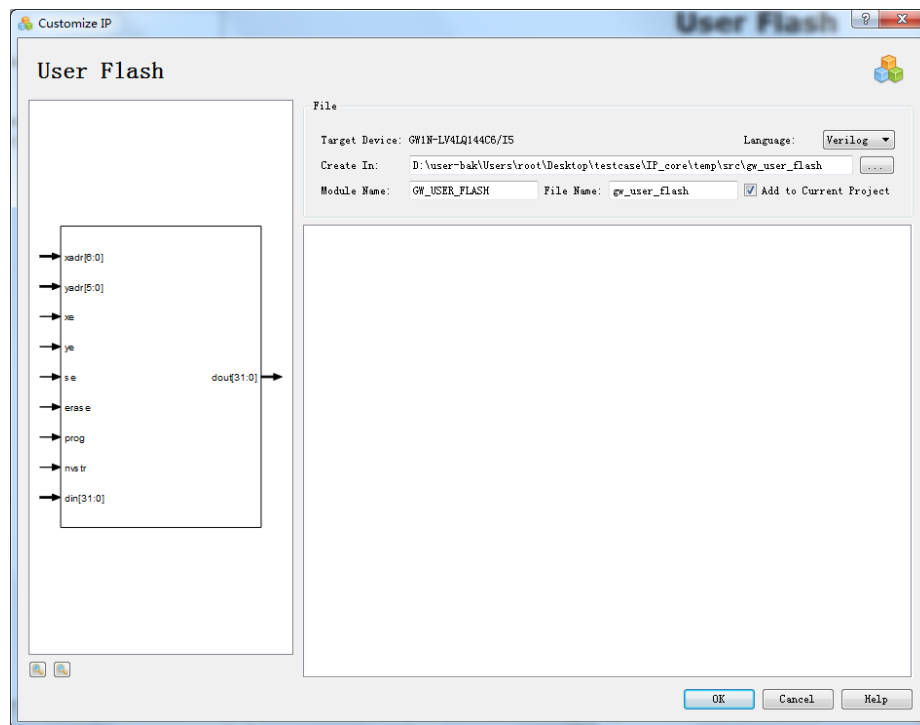 Customize IP
User Flash
User Flash
File
Target Device: GW1N-LV4LQ144C6/I5 Language: Verilog
Create In: D:\user-bak\Users\root\Desktop\testcase\IP_core\temp\src\gw_user_flash ...
Module Name: GW_USER_FLASH File Name: gw_user_flash Add to Current Project
xadr[6:0]
yadr[5:0]
xe
ye
se
dout[31:0]
erase
prog
nvstr
din[31:0]
OK Cancel Help